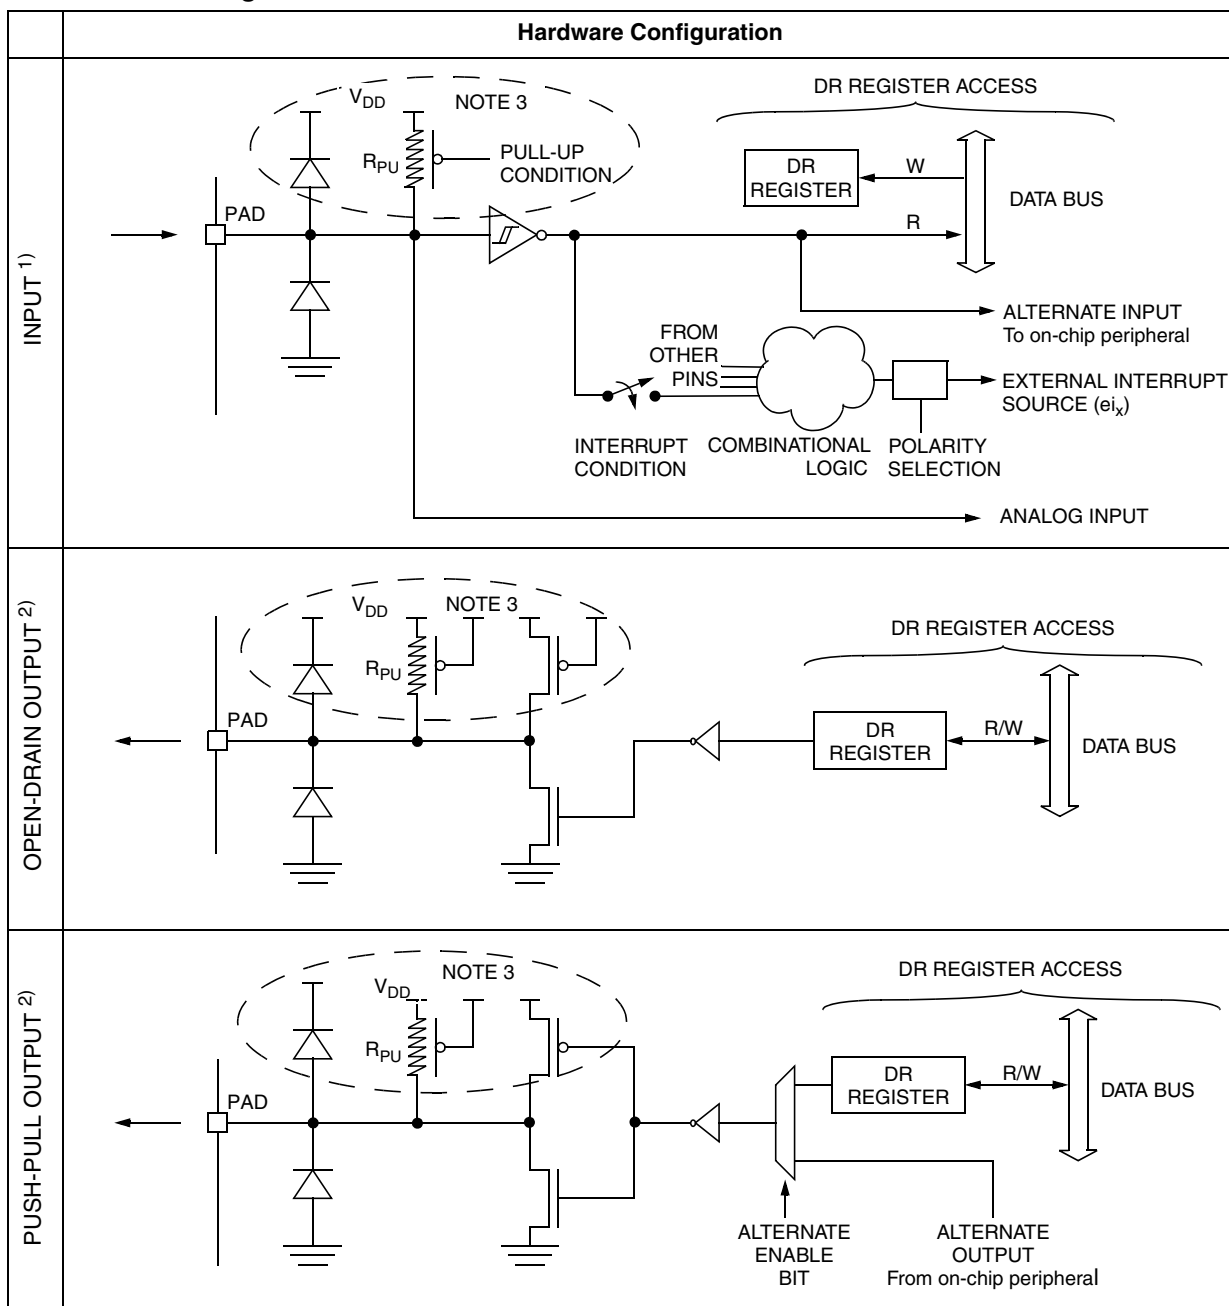 Hardware Configuration
INPUT 1)
VDD
NOTE 3
RPU
PULL-UP
CONDITION
PAD
DR REGISTER ACCESS
DR
REGISTER
W
R
DATA BUS
ALTERNATE INPUT
To on-chip peripheral
FROM
OTHER
PINS
EXTERNAL INTERRUPT
SOURCE (eix)
INTERRUPT
CONDITION
COMBINATIONAL
LOGIC
POLARITY
SELECTION
ANALOG INPUT
OPEN-DRAIN OUTPUT 2)
VDD
NOTE 3
RPU
PAD
DR REGISTER ACCESS
DR
REGISTER
R/W
DATA BUS
PUSH-PULL OUTPUT 2)
VDD
NOTE 3
RPU
PAD
DR REGISTER ACCESS
DR
REGISTER
R/W
DATA BUS
ALTERNATE
ENABLE
BIT
ALTERNATE
OUTPUT
From on-chip peripheral